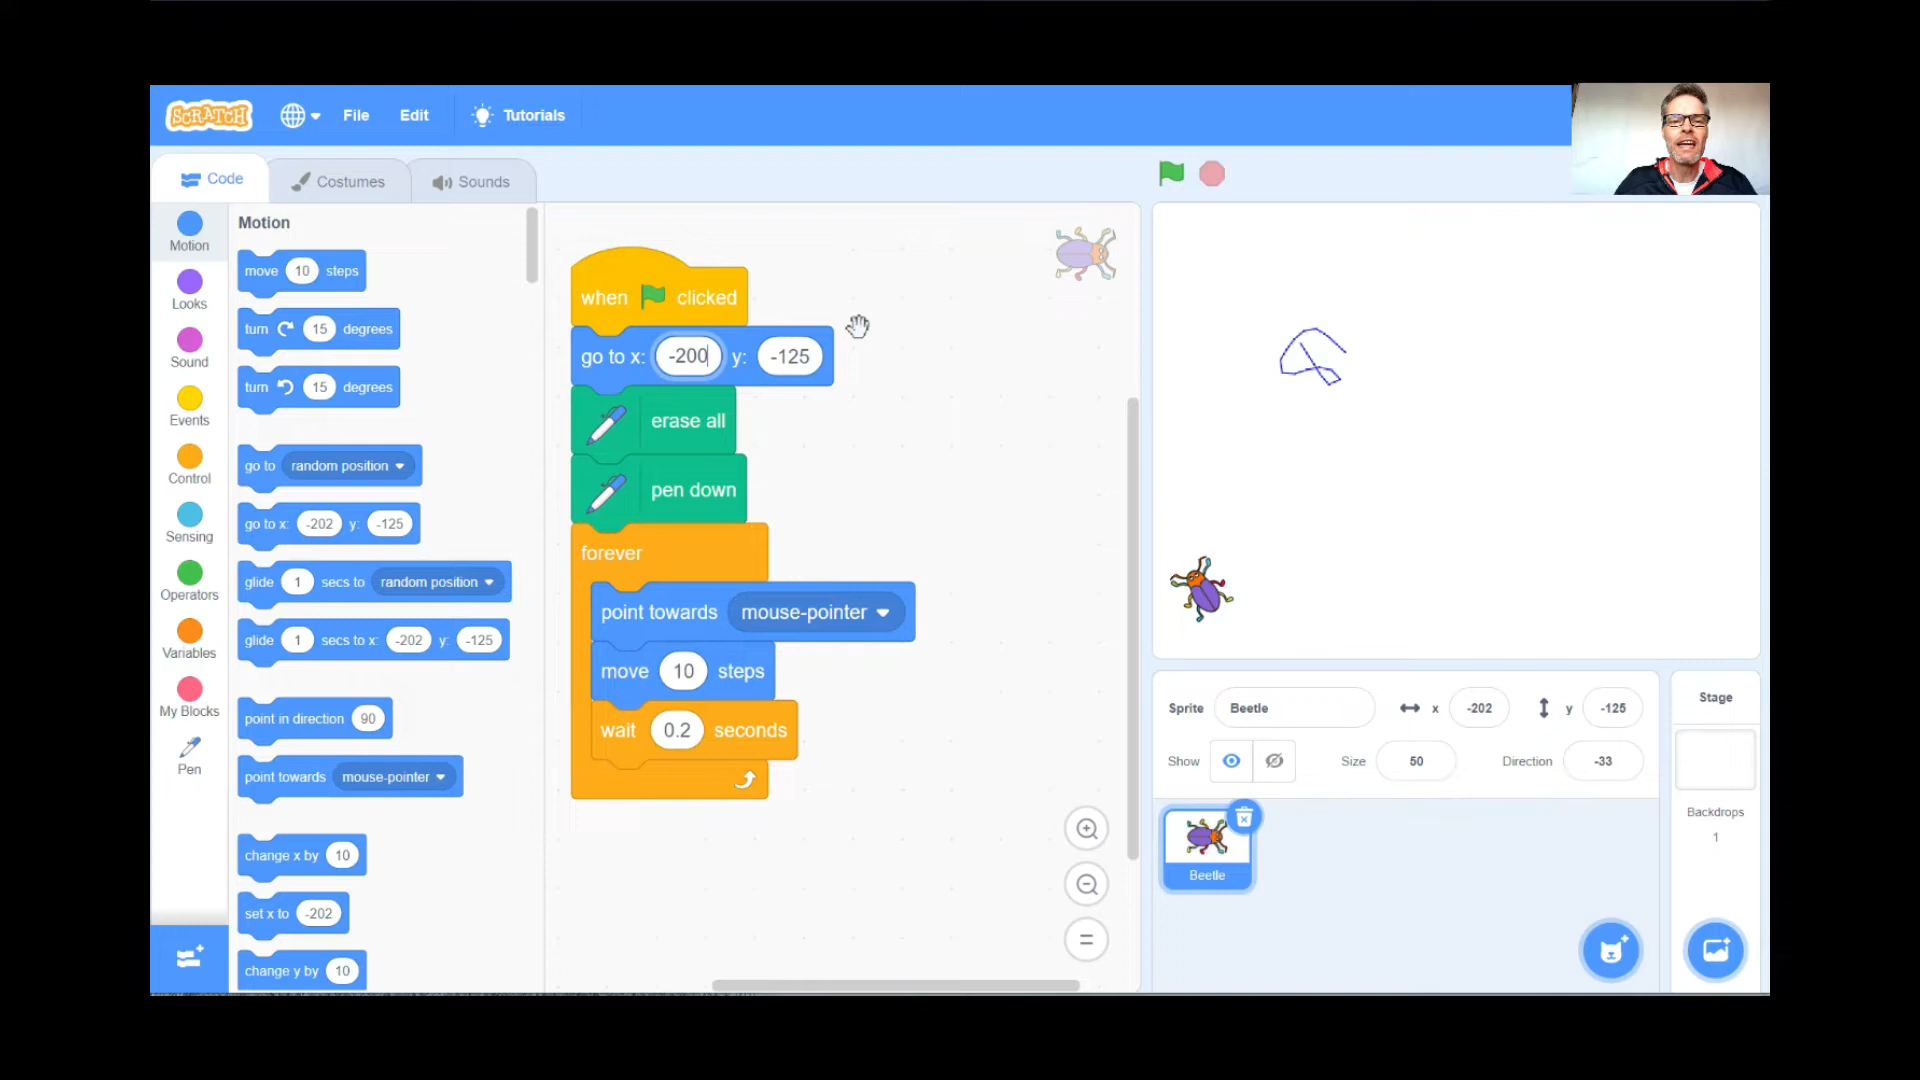 SCRATCH File Edit Tutorials
Code Costumes Sounds
Motion
Looks
Sound
Events
Control
Sensing
Operators
Variables
My Blocks
Pen
Motion
move 10 steps
turn 15 degrees
turn 15 degrees
go to random position
go to x: -202 y: -125
glide 1 secs to random position
glide 1 secs to x: -202 y: -125
point in direction 90
point towards mouse-pointer
change x by 10
set x to -202
change y by 10
when clicked
go to x: -200 y: -125
erase all
pen down
forever
point towards mouse-pointer
move 10 steps
wait 0.2 seconds
Sprite Beetle x -202 y -125
Show Size 50 Direction -33
Beetle
Stage
Backdrops
1